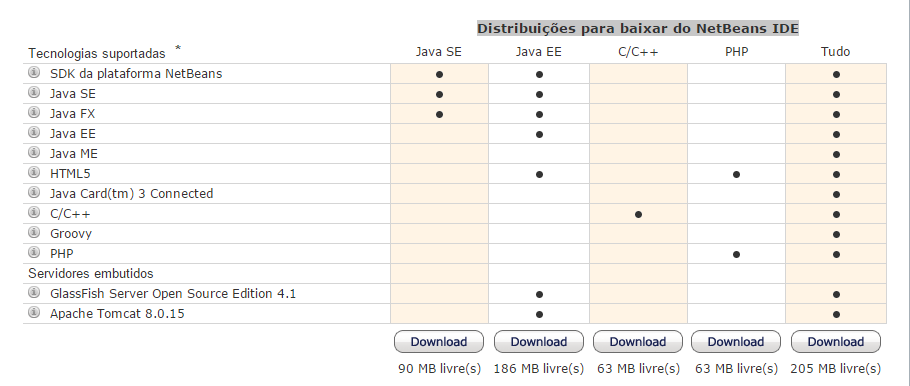 Distribuições para baixar do NetBeans IDE
Tecnologias suportadas * Java SE Java EE C/C++ PHP Tudo
SDK da plataforma NetBeans • • •
Java SE • • •
Java FX • • •
Java EE • •
Java ME •
HTML5 • • •
Java Card(tm) 3 Connected •
C/C++ • •
Groovy •
PHP • •
Servidores embutidos
GlassFish Server Open Source Edition 4.1 • •
Apache Tomcat 8.0.15 • •
Download Download Download Download Download
90 MB livre(s) 186 MB livre(s) 63 MB livre(s) 63 MB livre(s) 205 MB livre(s)